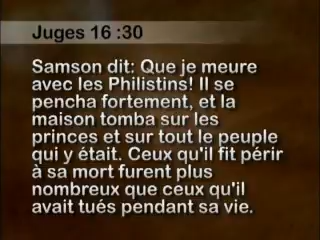 Juges 16 :30
Samson dit: Que je meure
avec les Philistins! Il se
pencha fortement, et la
maison tomba sur les
princes et sur tout le peuple
qui y était. Ceux qu'il fit périr
à sa mort furent plus
nombreux que ceux qu'il
avait tués pendant sa vie.